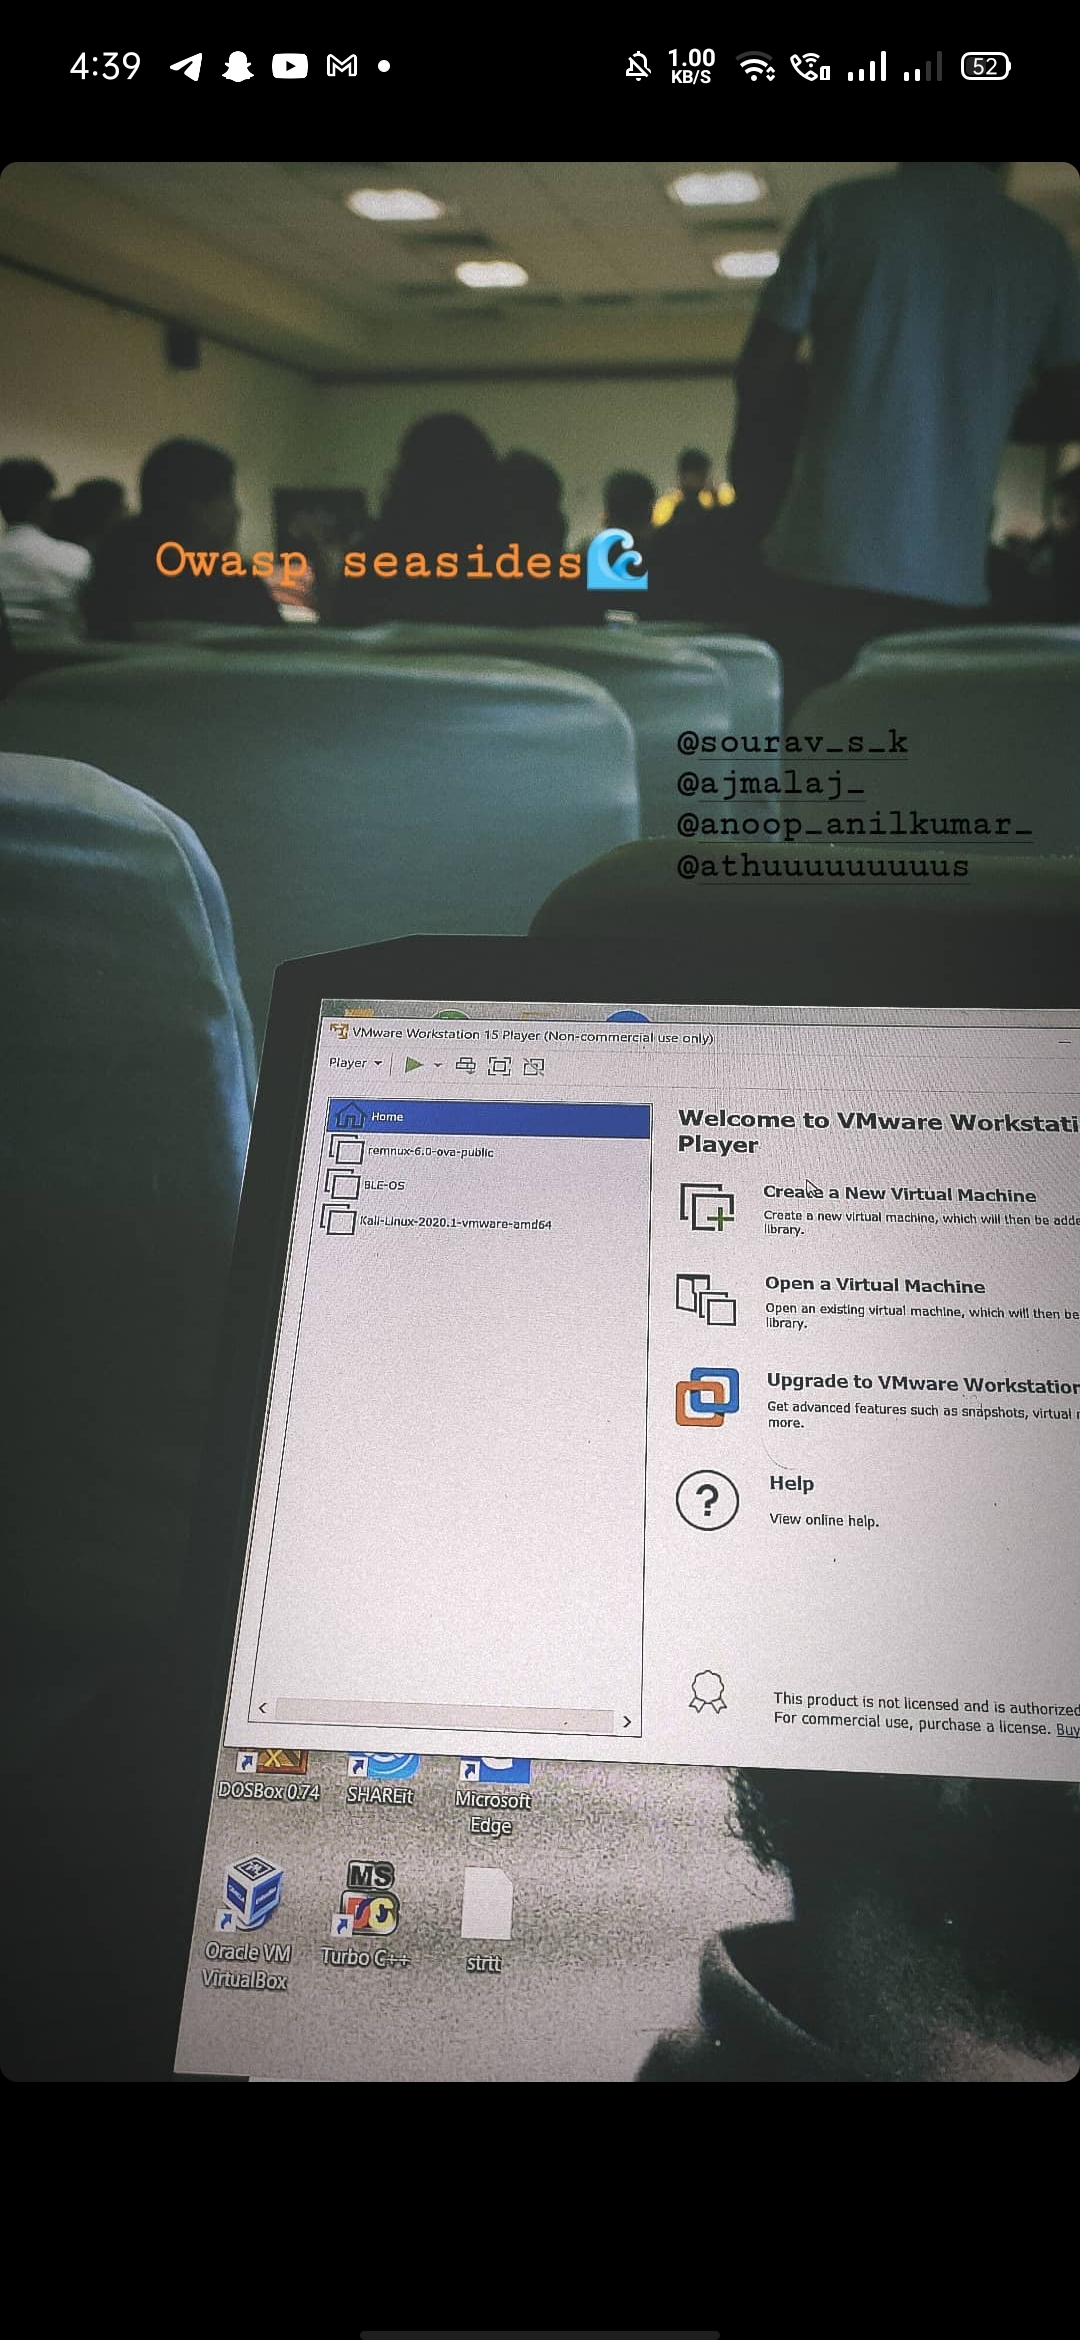 4:39
1.00
KB/S
52
Owasp seasides
@sourav_s_k
@ajmalaj_
@anoop_anilkumar_
@athuuuuuuuuus
VMware Workstation 15 Player (Non-commercial use only)
Player
Home
remnux-6.0-ova-public
BLE-OS
Kali-Linux-2020.1-vmware-amd64
Welcome to VMware Workstati
Player
Create a New Virtual Machine
Create a new virtual machine, which will then be adde
library.
Open a Virtual Machine
Open an existing virtual machine, which will then be
library.
Upgrade to VMware Workstation
Get advanced features such as snapshots, virtual
more.
?
Help
View online help.
This product is not licensed and is authorized
For commercial use, purchase a license. Buy
DOSBox 0.74
SHAREit
Microsoft
Edge
MS
Oracle VM
VirtualBox
Turbo C++
strtt